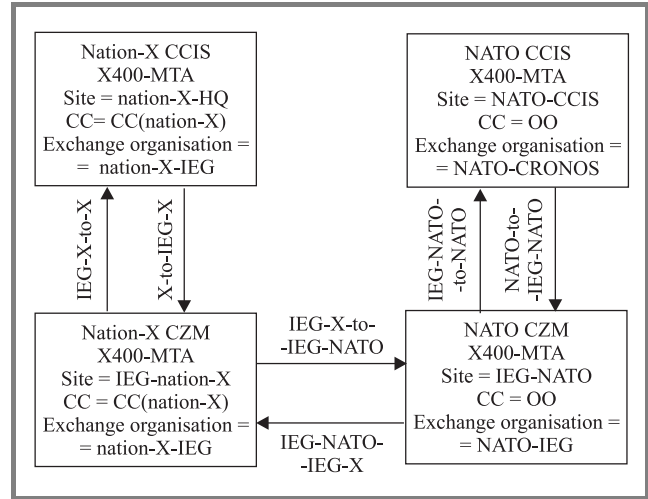 Nation-X CCIS
X400-MTA
Site = nation-X-HQ
CC= CC(nation-X)
Exchange organisation =
= nation-X-IEG
NATO CCIS
X400-MTA
Site = NATO-CCIS
CC = OO
Exchange organisation =
= NATO-CRONOS
IEG-X-to-X
X-to-IEG-X
IEG-NATO-
-to-NATO
NATO-to-
-IEG-NATO
Nation-X CZM
X400-MTA
Site = IEG-nation-X
CC = CC(nation-X)
Exchange organisation =
= nation-X-IEG
IEG-X-to-
-IEG-NATO
IEG-NATO-
-IEG-X
NATO CZM
X400-MTA
Site = IEG-NATO
CC = OO
Exchange organisation =
= NATO-IEG